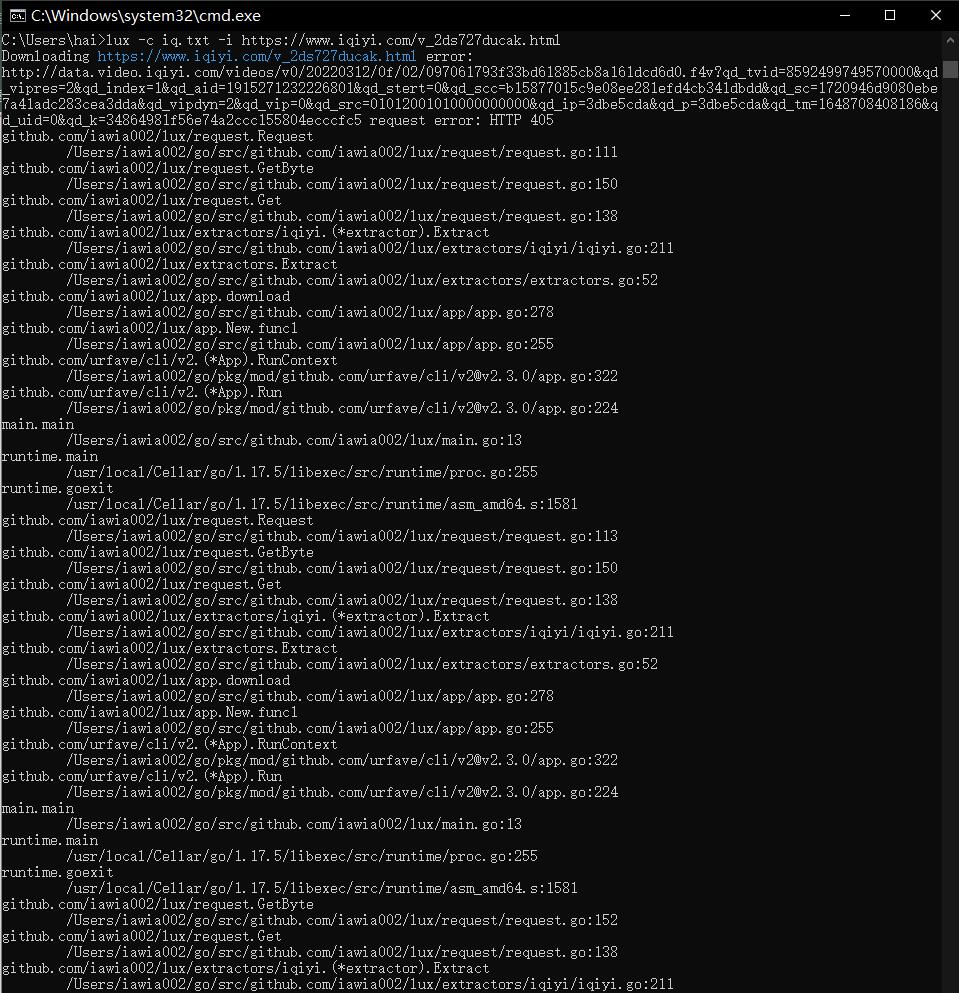 C:\Windows\system32\cmd.exe
C:\Users\hai>lux -c iq.txt -i https://www.iqiyi.com/v_2ds727ducak.html
Downloading https://www.iqiyi.com/v_2ds727ducak.html error:
http://data.video.iqiyi.com/videos/v0/20220312/0f/02/097061793f33bd61885cb8a161dcd6d0.f4v?qd_tvid=8592499749570000&qd
_vipres=2&qd_index=1&qd_aid=1915271232226801&qd_stert=0&qd_scc=b15877015c9e08ee281efd4cb34ldbdd&qd_sc=1720946d9080ebe
7a41adc283cea3dda&qd_vipdyn=2&qd_vip=0&qd_src=01012001010000000000&qd_ip=3dbe5cda&qd_p=3dbe5cda&qd_tm=1648708408186&q
d_uid=0&qd_k=34864981f56e74a2ccc155804ecccfc5 request error: HTTP 405
github.com/iawia002/lux/request.Request
/Users/iawia002/go/src/github.com/iawia002/lux/request/request.go:111
github.com/iawia002/lux/request.GetByte
/Users/iawia002/go/src/github.com/iawia002/lux/request/request.go:150
github.com/iawia002/lux/request.Get
/Users/iawia002/go/src/github.com/iawia002/lux/request/request.go:138
github.com/iawia002/lux/extractors/iqiyi.(*extractor).Extract
/Users/iawia002/go/src/github.com/iawia002/lux/extractors/iqiyi/iqiyi.go:211
github.com/iawia002/lux/extractors.Extract
/Users/iawia002/go/src/github.com/iawia002/lux/extractors/extractors.go:52
github.com/iawia002/lux/app.download
/Users/iawia002/go/src/github.com/iawia002/lux/app/app.go:278
github.com/iawia002/lux/app.New.func1
/Users/iawia002/go/src/github.com/iawia002/lux/app/app.go:255
github.com/urfave/cli/v2.(*App).RunContext
/Users/iawia002/go/pkg/mod/github.com/urfave/cli/v2@v2.3.0/app.go:322
github.com/urfave/cli/v2.(*App).Run
/Users/iawia002/go/pkg/mod/github.com/urfave/cli/v2@v2.3.0/app.go:224
main.main
/Users/iawia002/go/src/github.com/iawia002/lux/main.go:13
runtime.main
/usr/local/Cellar/go/1.17.5/libexec/src/runtime/proc.go:255
runtime.goexit
/usr/local/Cellar/go/1.17.5/libexec/src/runtime/asm_amd64.s:1581
github.com/iawia002/lux/request.Request
/Users/iawia002/go/src/github.com/iawia002/lux/request/request.go:113
github.com/iawia002/lux/request.GetByte
/Users/iawia002/go/src/github.com/iawia002/lux/request/request.go:150
github.com/iawia002/lux/request.Get
/Users/iawia002/go/src/github.com/iawia002/lux/request/request.go:138
github.com/iawia002/lux/extractors/iqiyi.(*extractor).Extract
/Users/iawia002/go/src/github.com/iawia002/lux/extractors/iqiyi/iqiyi.go:211
github.com/iawia002/lux/extractors.Extract
/Users/iawia002/go/src/github.com/iawia002/lux/extractors/extractors.go:52
github.com/iawia002/lux/app.download
/Users/iawia002/go/src/github.com/iawia002/lux/app/app.go:278
github.com/iawia002/lux/app.New.func1
/Users/iawia002/go/src/github.com/iawia002/lux/app/app.go:255
github.com/urfave/cli/v2.(*App).RunContext
/Users/iawia002/go/pkg/mod/github.com/urfave/cli/v2@v2.3.0/app.go:322
github.com/urfave/cli/v2.(*App).Run
/Users/iawia002/go/pkg/mod/github.com/urfave/cli/v2@v2.3.0/app.go:224
main.main
/Users/iawia002/go/src/github.com/iawia002/lux/main.go:13
runtime.main
/usr/local/Cellar/go/1.17.5/libexec/src/runtime/proc.go:255
runtime.goexit
/usr/local/Cellar/go/1.17.5/libexec/src/runtime/asm_amd64.s:1581
github.com/iawia002/lux/request.GetByte
/Users/iawia002/go/src/github.com/iawia002/lux/request/request.go:152
github.com/iawia002/lux/request.Get
/Users/iawia002/go/src/github.com/iawia002/lux/request/request.go:138
github.com/iawia002/lux/extractors/iqiyi.(*extractor).Extract
/Users/iawia002/go/src/github.com/iawia002/lux/extractors/iqiyi/iqiyi.go:211